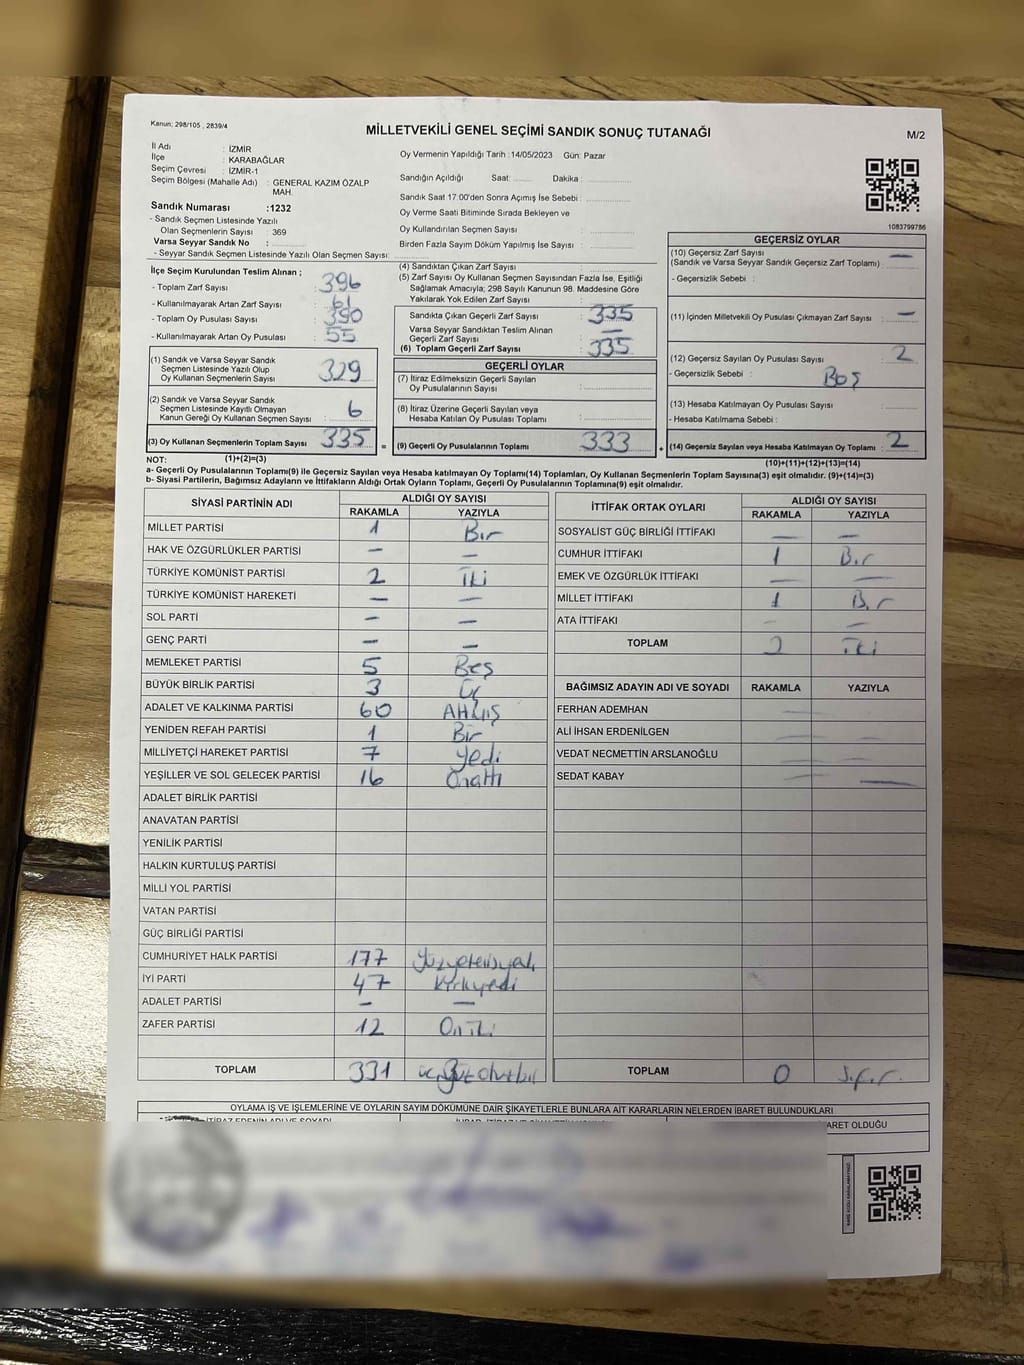 Kanun; 298/105 , 2839/4
MİLLETVEKİLİ GENEL SEÇİMİ SANDIK SONUÇ TUTANAĞI
M/2
İl Adı : İZMİR
İlçe : KARABAĞLAR
Seçim Çevresi : İZMİR-1
Seçim Bölgesi (Mahalle Adı) : GENERAL KAZIM ÖZALP
MAH.
Sandık Numarası :1232
- Sandık Seçmen Listesinde Yazılı
Olan Seçmenlerin Sayısı : 369
Varsa Seyyar Sandık No :
- Seyyar Sandık Seçmen Listesinde Yazılı Olan Seçmen Sayısı:
Oy Vermenin Yapıldığı Tarih :14/05/2023 Gün: Pazar
Sandığın Açıldığı Saat: Dakika :
Sandık Saat 17:00'den Sonra Açımış İse Sebebi :
Oy Verme Saati Bitiminde Sırada Bekleyen ve
Oy Kullandırılan Seçmen Sayısı :
Birden Fazla Sayım Döküm Yapılmış İse Sayısı :
1083799786
İlçe Seçim Kurulundan Teslim Alınan ;
- Toplam Zarf Sayısı : 396
- Kullanılmayarak Artan Zarf Sayısı : 61
- Toplam Oy Pusulası Sayısı : 390
- Kullanılmayarak Artan Oy Pusulası : 55
(1) Sandık ve Varsa Seyyar Sandık
Seçmen Listesinde Yazılı Olup
Oy Kullanan Seçmenlerin Sayısı : 329
(2) Sandık ve Varsa Seyyar Sandık
Seçmen Listesinde Kayıtlı Olmayan
Kanun Gereği Oy Kullanan Seçmen Sayısı : 6
(3) Oy Kullanan Seçmenlerin Toplam Sayısı : 335
(4) Sandıktan Çıkan Zarf Sayısı :
(5) Zarf Sayısı Oy Kullanan Seçmen Sayısından Fazla İse, Eşitliği
Sağlamak Amacıyla; 298 Sayılı Kanunun 98. Maddesine Göre
Yakılarak Yok Edilen Zarf Sayısı :
Sandıkta Çıkan Geçerli Zarf Sayısı : 335
Varsa Seyyar Sandıktan Teslim Alınan
Geçerli Zarf Sayısı : —
(6) Toplam Geçerli Zarf Sayısı : 335
GEÇERLİ OYLAR
(7) İtiraz Edilmeksizin Geçerli Sayılan
Oy Pusulalarının Sayısı :
(8) İtiraz Üzerine Geçerli Sayılan veya
Hesaba Katılan Oy Pusulası Toplamı :
= (9) Geçerli Oy Pusulalarının Toplamı : 333
GEÇERSİZ OYLAR
(10) Geçersiz Zarf Sayısı : —
(Sandık ve Varsa Seyyar Sandık Geçersiz Zarf Toplamı)
- Geçersizlik Sebebi :
(11) İçinden Milletvekili Oy Pusulası Çıkmayan Zarf Sayısı : —
(12) Geçersiz Sayılan Oy Pusulası Sayısı : 2
- Geçersizlik Sebebi : Boş
(13) Hesaba Katılmayan Oy Pusulası Sayısı :
- Hesaba Katılmama Sebebi :
+ (14) Geçersiz Sayılan veya Hesaba Katılmayan Oy Toplamı : 2
NOT: (1)+(2)=(3)
(10)+(11)+(12)+(13)=(14)
a- Geçerli Oy Pusulalarının Toplamı(9) ile Geçersiz Sayılan veya Hesaba katılmayan Oy Toplamı(14) Toplamları, Oy Kullanan Seçmenlerin Toplam Sayısına(3) eşit olmalıdır. (9)+(14)=(3)
b- Siyasi Partilerin, Bağımsız Adayların ve İttifakların Aldığı Ortak Oyların Toplamı, Geçerli Oy Pusulalarının Toplamına(9) eşit olmalıdır.
SİYASİ PARTİNİN ADI ALDIĞI OY SAYISI
RAKAMLA YAZIYLA
MİLLET PARTİSİ 1 Bir
HAK VE ÖZGÜRLÜKLER PARTİSİ — —
TÜRKİYE KOMÜNİST PARTİSİ 2 İki
TÜRKİYE KOMÜNİST HAREKETİ — —
SOL PARTİ — —
GENÇ PARTİ — —
MEMLEKET PARTİSİ 5 Beş
BÜYÜK BİRLİK PARTİSİ 3 Üç
ADALET VE KALKINMA PARTİSİ 60 Altmış
YENİDEN REFAH PARTİSİ 1 Bir
MİLLİYETÇİ HAREKET PARTİSİ 7 Yedi
YEŞİLLER VE SOL GELECEK PARTİSİ 16 Onaltı
ADALET BİRLİK PARTİSİ
ANAVATAN PARTİSİ
YENİLİK PARTİSİ
HALKIN KURTULUŞ PARTİSİ
MİLLİ YOL PARTİSİ
VATAN PARTİSİ
GÜÇ BİRLİĞİ PARTİSİ
CUMHURİYET HALK PARTİSİ 177
İYİ PARTİ 47 Kırkyedi
ADALET PARTİSİ — —
ZAFER PARTİSİ 12 Oniki
TOPLAM 331
İTTİFAK ORTAK OYLARI ALDIĞI OY SAYISI
RAKAMLA YAZIYLA
SOSYALİST GÜÇ BİRLİĞİ İTTİFAKI — —
CUMHUR İTTİFAKI 1 Bir
EMEK VE ÖZGÜRLÜK İTTİFAKI — —
MİLLET İTTİFAKI 1 Bir
ATA İTTİFAKI — —
TOPLAM 2 İki
BAĞIMSIZ ADAYIN ADI VE SOYADI RAKAMLA YAZIYLA
FERHAN ADEMHAN — —
ALİ İHSAN ERDENİLGEN — —
VEDAT NECMETTİN ARSLANOĞLU — —
SEDAT KABAY — —
TOPLAM 0 Sıfır
OYLAMA İŞ VE İŞLEMLERİNE VE OYLARIN SAYIM DÖKÜMÜNE DAİR ŞİKAYETLERLE BUNLARA AİT KARARLARIN NELERDEN İBARET BULUNDUKLARI
ARET OLDUĞU